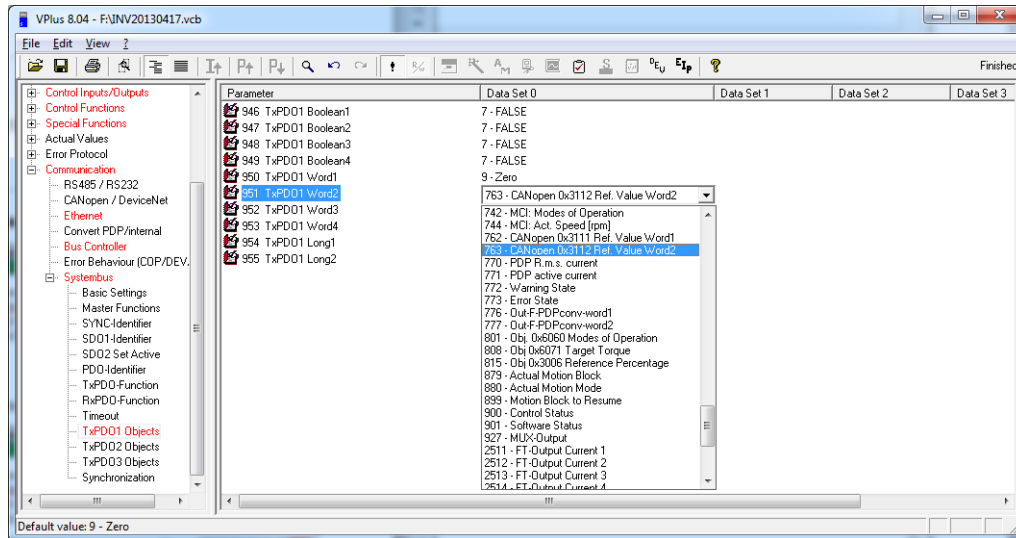 VPlus 8.04 - F:\INV20130417.vcb
File Edit View ?
Finished
Control Inputs/Outputs
Control Functions
Special Functions
Actual Values
Error Protocol
Communication
RS485 / RS232
CANopen / DeviceNet
Ethernet
Convert PDP/internal
Bus Controller
Error Behaviour (COP/DEV.
Systembus
Basic Settings
Master Functions
SYNC-Identifier
SDO1-Identifier
SDO2 Set Active
PDO-Identifier
TxPDO-Function
RxPDO-Function
Timeout
TxPDO1 Objects
TxPDO2 Objects
TxPDO3 Objects
Synchronization
Parameter Data Set 0 Data Set 1 Data Set 2 Data Set 3
946 TxPDO1 Boolean1 7 - FALSE
947 TxPDO1 Boolean2 7 - FALSE
948 TxPDO1 Boolean3 7 - FALSE
949 TxPDO1 Boolean4 7 - FALSE
950 TxPDO1 Word1 9 - Zero
951 TxPDO1 Word2 763 - CANopen 0x3112 Ref. Value Word2
952 TxPDO1 Word3
953 TxPDO1 Word4
954 TxPDO1 Long1
955 TxPDO1 Long2
742 - MCI: Modes of Operation
744 - MCI: Act. Speed [rpm]
762 - CANopen 0x3111 Ref. Value Word1
763 - CANopen 0x3112 Ref. Value Word2
770 - PDP R.m.s. current
771 - PDP active current
772 - Warning State
773 - Error State
776 - Out-F-PDPconv-word1
777 - Out-F-PDPconv-word2
801 - Obj. 0x6060 Modes of Operation
808 - Obj 0x6071 Target Torque
815 - Obj 0x3006 Reference Percentage
879 - Actual Motion Block
880 - Actual Motion Mode
899 - Motion Block to Resume
900 - Control Status
901 - Software Status
927 - MUX-Output
2511 - FT-Output Current 1
2512 - FT-Output Current 2
2513 - FT-Output Current 3
2514 - FT-Output Current 4
Default value: 9 - Zero